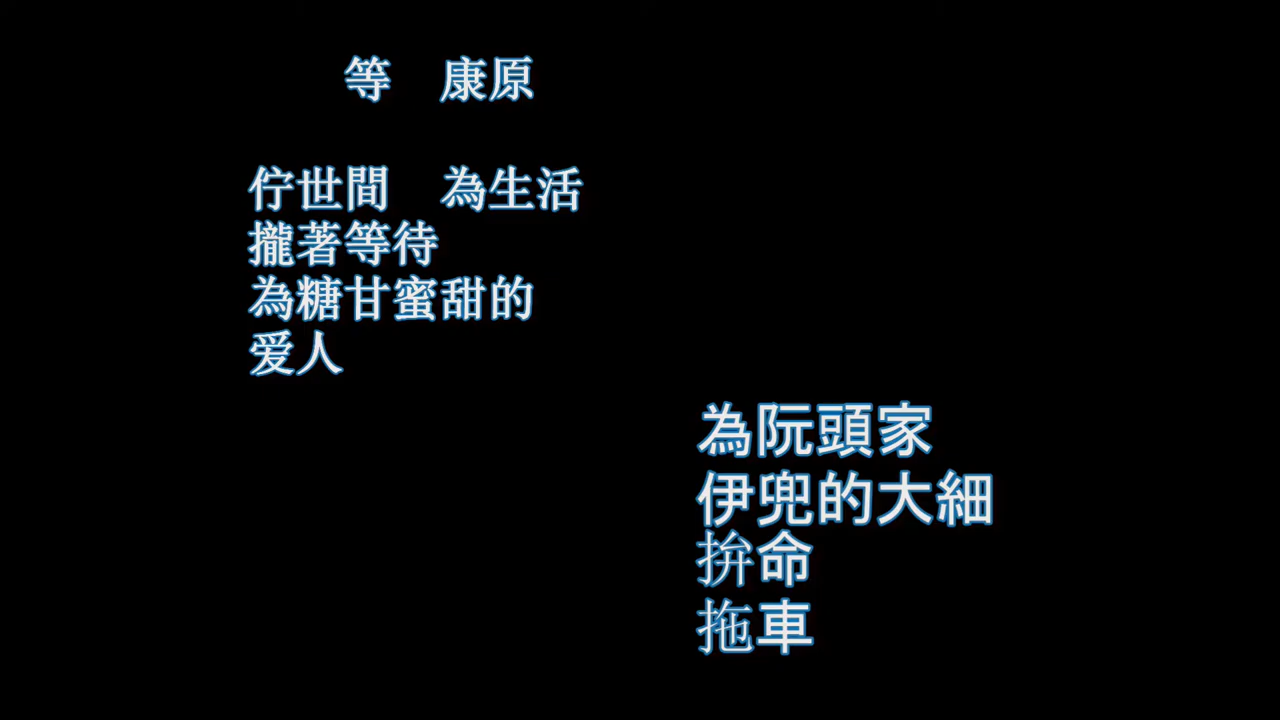 等　康原
佇世間　為生活
攏著等待
為糖甘蜜甜的
爱人
為阮頭家
伊兜的大細
拚命
拖車